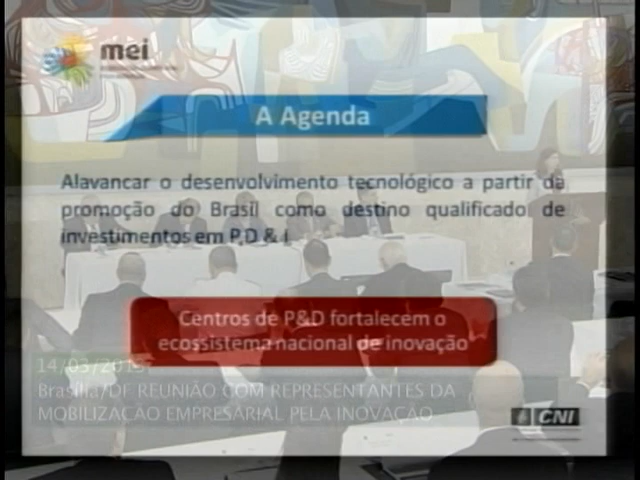 mei
A Agenda
Alavancar o desenvolvimento tecnológico a partir da
promoção do Brasil como destino qualificado de
investimentos em P,D & I
Centros de P&D fortalecem o
ecossistema nacional de inovação
Brasília/DF REUNIÃO COM REPRESENTANTES DA
MOBILIZAÇÃO EMPRESARIAL PELA INOVAÇÃO
CNI